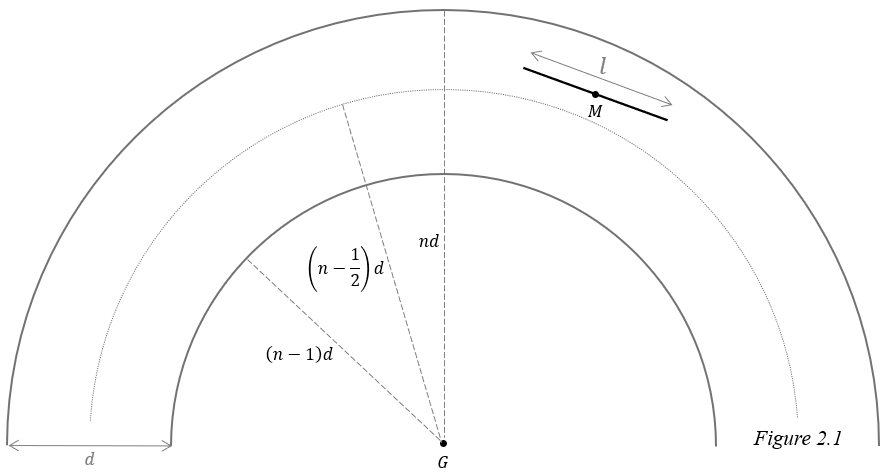 l
M
nd
(n − 1/2)d
(n − 1)d
Figure 2.1
d
G